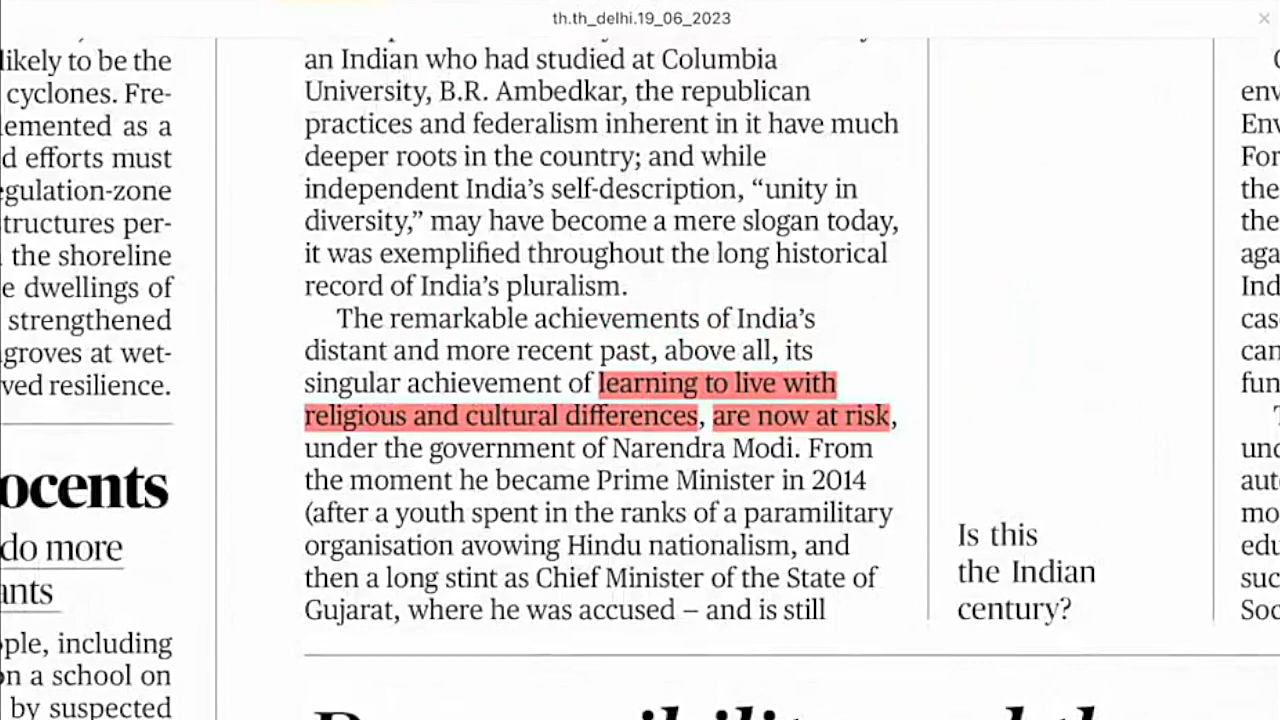 th.th_delhi.19_06_2023
likely to be the
cyclones. Fre-
emented as a
d efforts must
egulation-zone
tructures per-
the shoreline
e dwellings of
strengthened
ngroves at wet-
ved resilience.
ocents
do more
ants
ple, including
on a school on
by suspected
an Indian who had studied at Columbia
University, B.R. Ambedkar, the republican
practices and federalism inherent in it have much
deeper roots in the country; and while
independent India’s self-description, “unity in
diversity,” may have become a mere slogan today,
it was exemplified throughout the long historical
record of India’s pluralism.
The remarkable achievements of India’s
distant and more recent past, above all, its
singular achievement of learning to live with
religious and cultural differences, are now at risk,
under the government of Narendra Modi. From
the moment he became Prime Minister in 2014
(after a youth spent in the ranks of a paramilitary
organisation avowing Hindu nationalism, and
then a long stint as Chief Minister of the State of
Gujarat, where he was accused – and is still
Is this
the Indian
century?
env
Env
For
the
the
aga
Ind
cas
can
fun
und
aut
mo
edu
suc
Soc